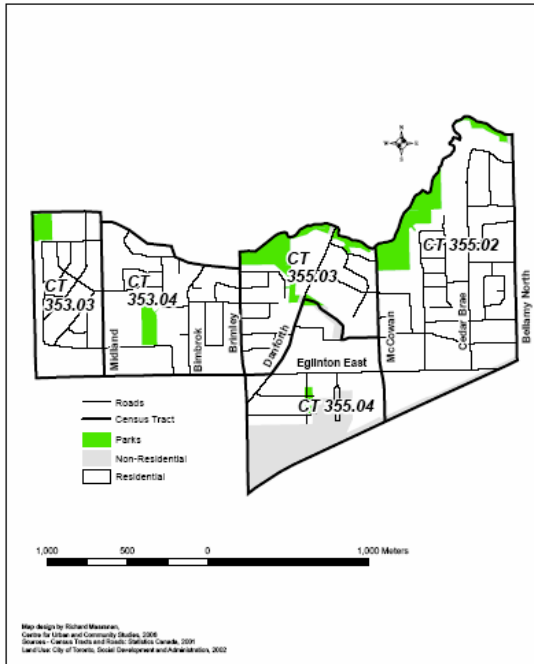 N
W
S
CT
353.03
CT
353.04
CT
355.03
CT 355.02
CT 355.04
Midland
Bimbrok
Brimley
Danforth
Eglinton East
McCowan
Cedar Brae
Bellamy North
Roads
Census Tract
Parks
Non-Residential
Residential
1,000
500
0
1,000 Meters
Map design by Richard
Centre for Urban and Community Studies, 2006
Sources - Census Tracts and Roads: Statistics Canada, 2001
Land Use: City of Toronto, Social Development and Administration, 2002